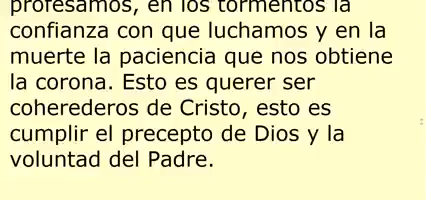 profesamos, en los tormentos la
confianza con que luchamos y en la
muerte la paciencia que nos obtiene
la corona. Esto es querer ser
coherederos de Cristo, esto es
cumplir el precepto de Dios y la
voluntad del Padre.